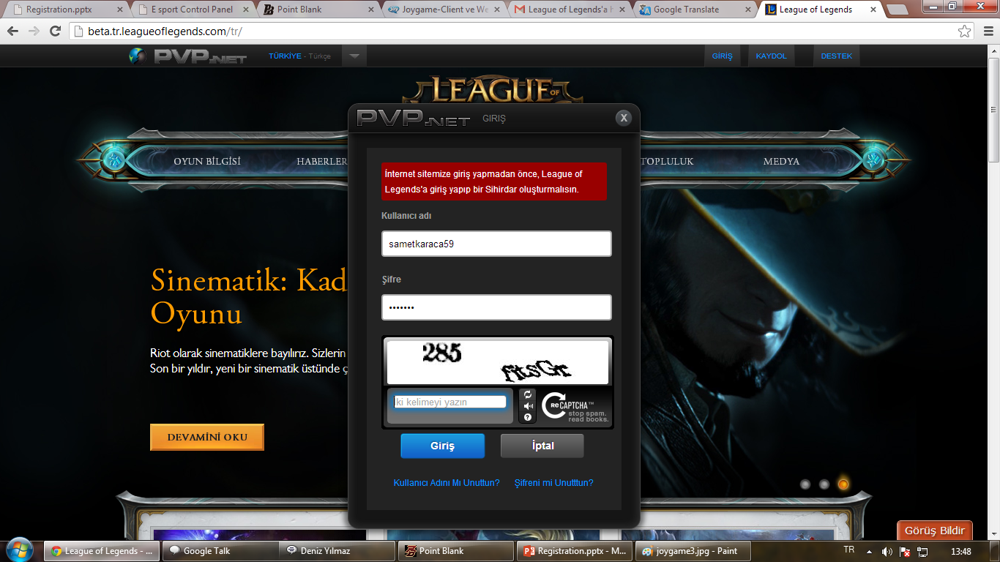 Registration.pptx
E sport Control Panel
Point Blank
Joygame-Client ve We
League of Legends'a h
Google Translate
League of Legends
beta.tr.leagueoflegends.com/tr/
PVP.NET
TÜRKİYE - Türkçe
GİRİŞ
KAYDOL
DESTEK
LEAGUE OF
PVP.NET GIRIŞ
X
OYUN BİLGİSİ
HABERLER
TOPLULUK
MEDYA
İnternet sitemize giriş yapmadan önce, League of
Legends'a giriş yapıp bir Sihirdar oluşturmalısın.
Kullanıcı adı
sametkaraca59
Şifre
Sinematik: Kad
Oyunu
Riot olarak sinematiklere bayılırız. Sizlerin
Son bir yıldır, yeni bir sinematik üstünde ç
DEVAMİNİ OKU
285
iki kelimeyi yazın
reCAPTCHA™
stop spam.
read books.
Giriş
İptal
Kullanıcı Adını Mı Unuttun?
Şifreni mi Unutttun?
Görüş Bildir
League of Legends - ...
Google Talk
Deniz Yılmaz
Point Blank
Registration.pptx - M...
joygame3.jpg - Paint
TR
13:48